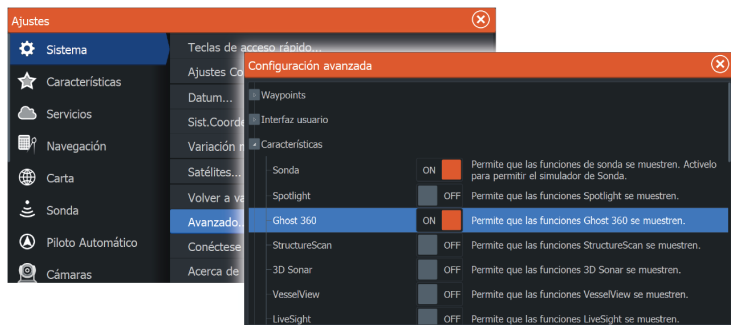 Ajustes
Sistema
Características
Servicios
Navegación
Carta
Sonda
Piloto Automático
Cámaras
Teclas de acceso rápido...
Ajustes Co
Datum...
Sist.Coorde
Variación
Satélites...
Volver a va
Avanzado..
Conéctese
Acerca de
Configuración avanzada
Waypoints
Interfaz usuario
Características
Sonda ON Permite que las funciones de sonda se muestren. Activelo
para permitir el simulador de Sonda.
Spotlight OFF Permite que las funciones Spotlight se muestren.
Ghost 360 ON Permite que las funciones Ghost 360 se muestren.
StructureScan OFF Permite que las funciones StructureScan se muestren.
3D Sonar OFF Permite que las funciones 3D Sonar se muestren.
VesselView OFF Permite que las funciones VesselView se muestren.
LiveSight OFF Permite que las funciones LiveSight se muestren.